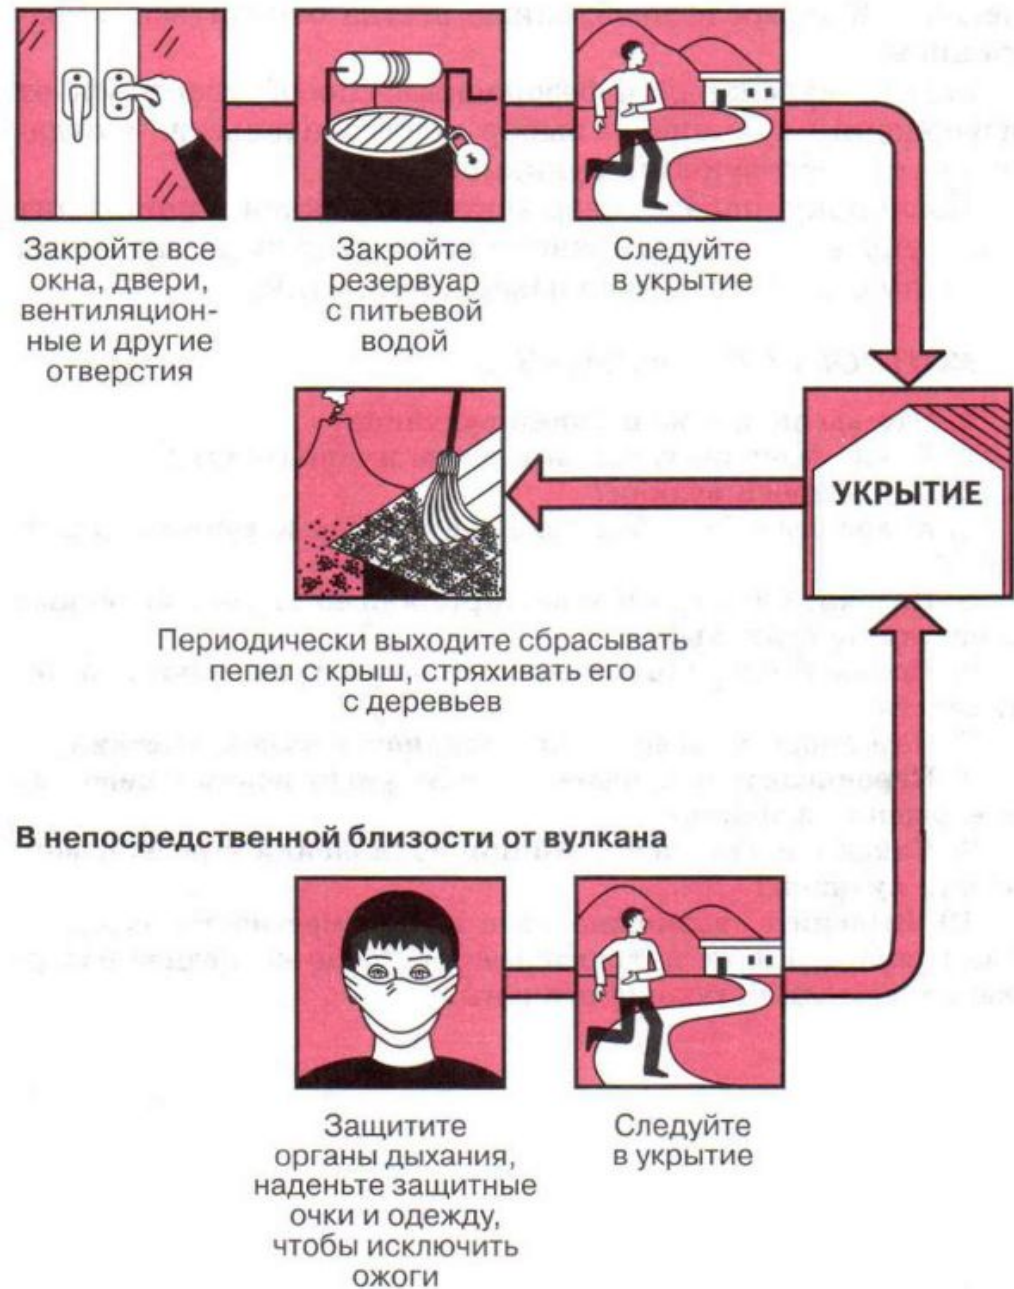 Закройте все
окна, двери,
вентиляцион-
ные и другие
отверстия
Закройте
резервуар
с питьевой
водой
Следуйте
в укрытие
УКРЫТИЕ
Периодически выходите сбрасывать
пепел с крыш, стряхивать его
с деревьев
В непосредственной близости от вулкана
Защитите
органы дыхания,
наденьте защитные
очки и одежду,
чтобы исключить
ожоги
Следуйте
в укрытие